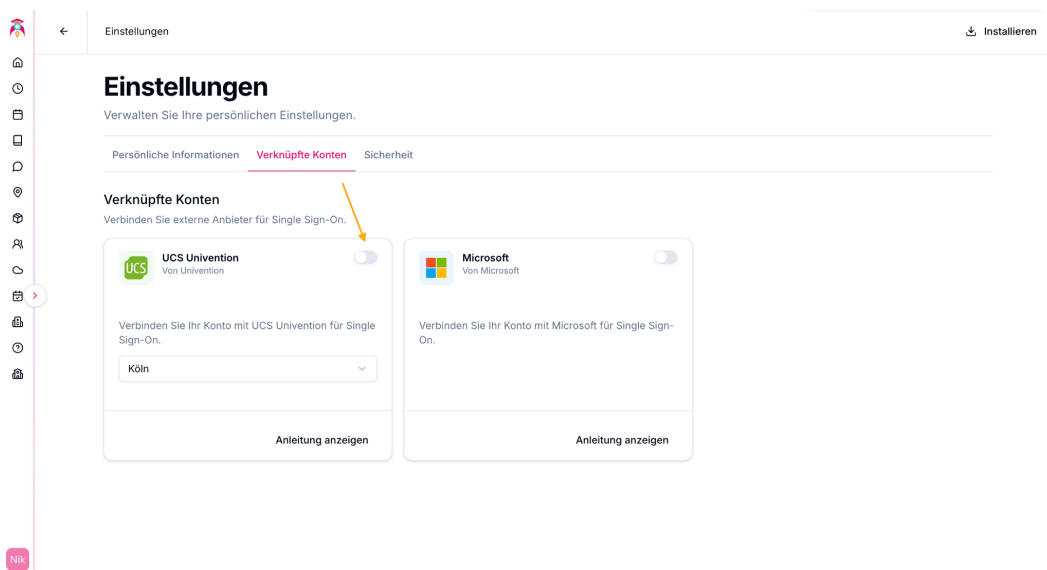 Einstellungen
Installieren
Einstellungen
Verwalten Sie Ihre persönlichen Einstellungen.
Persönliche Informationen
Verknüpfte Konten
Sicherheit
Verknüpfte Konten
Verbinden Sie externe Anbieter für Single Sign-On.
UCS
UCS Univention
Von Univention
Verbinden Sie Ihr Konto mit UCS Univention für Single
Sign-On.
Köln
Anleitung anzeigen
Microsoft
Von Microsoft
Verbinden Sie Ihr Konto mit Microsoft für Single Sign-
On.
Anleitung anzeigen
Nik